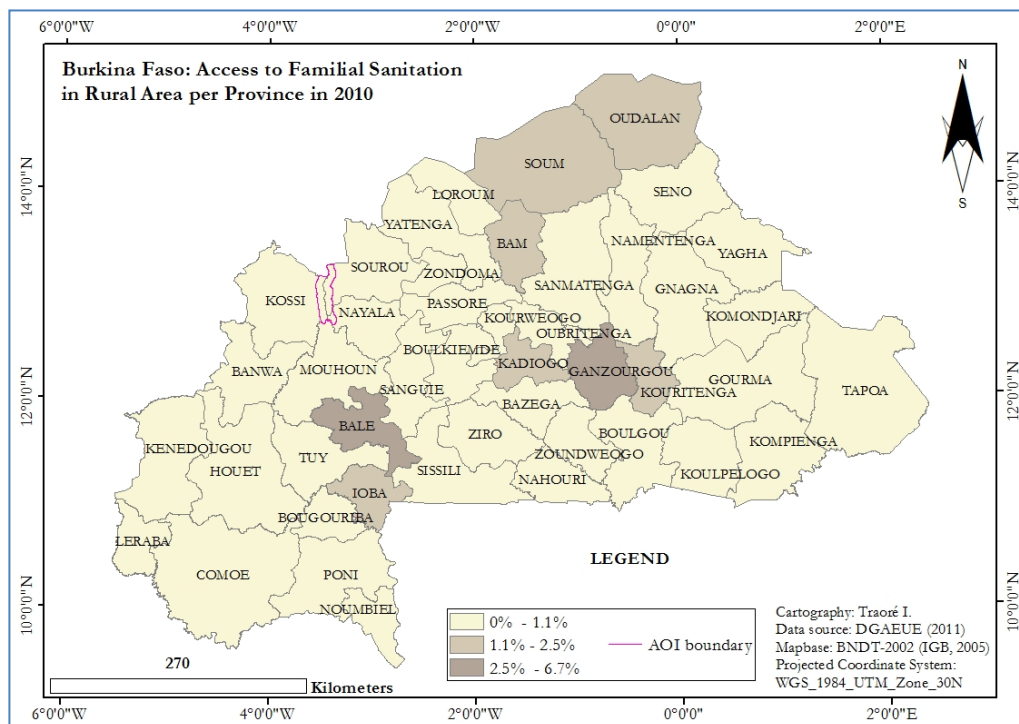 6°0'0"W
4°0'0"W
2°0'0"W
0°0'0"
2°0'0"E
Burkina Faso: Access to Familial Sanitation
in Rural Area per Province in 2010
N
S
14°0'0"N
14°0'0"N
12°0'0"N
12°0'0"N
10°0'0"N
10°0'0"N
OUDALAN
SOUM
SENO
LOROUM
YATENGA
BAM
NAMENTENGA
YAGHA
SOUROU
ZONDOMA
SANMATENGA
GNAGNA
KOSSI
NAYALA
PASSORE
KOURWEOGO
KOMONDJARI
OUBRITENGA
BOULKIEMDE
BANWA
MOUHOUN
KADIOGO
GANZOURGOU
GOURMA
TAPOA
SANGUIE
KOURITENGA
BAZEGA
BALE
ZIRO
BOULGOU
KOMPIENGA
KENEDOUGOU
TUY
ZOUNDWEOGO
HOUET
SISSILI
NAHOURI
KOULPELOGO
IOBA
BOUGOURIBA
LERABA
COMOE
PONI
NOUMBIEL
LEGEND
0% - 1.1%
1.1% - 2.5%
2.5% - 6.7%
AOI boundary
Cartography: Traoré I.
Data source: DGAEUE (2011)
Mapbase: BNDT-2002 (IGB, 2005)
Projected Coordinate System:
WGS_1984_UTM_Zone_30N
270
Kilometers
6°0'0"W
4°0'0"W
2°0'0"W
0°0'0"
2°0'0"E